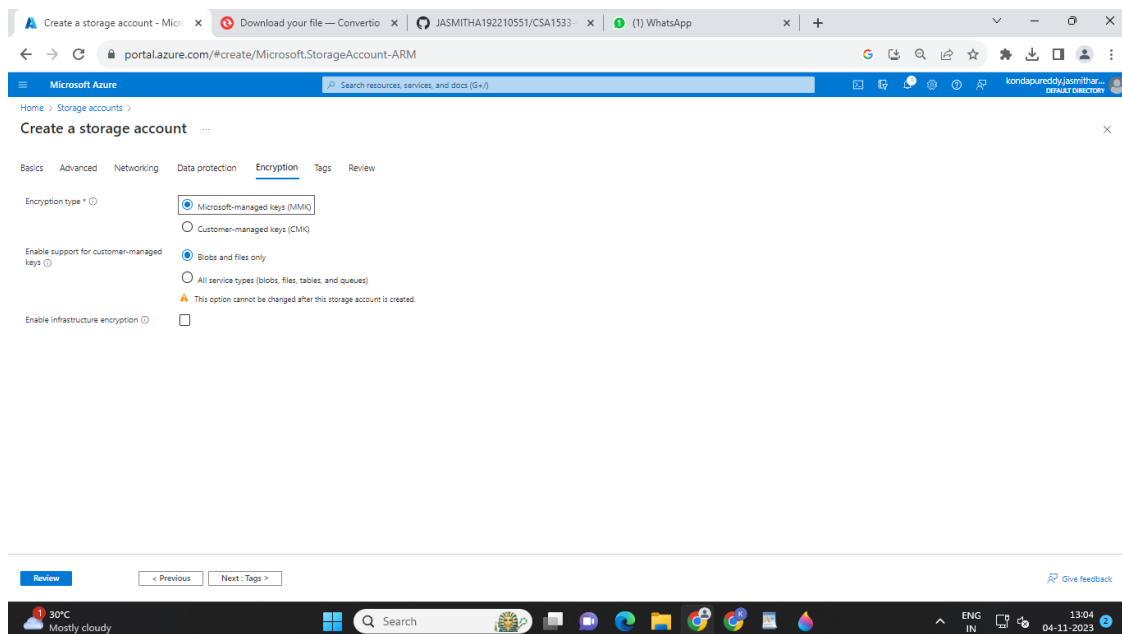 Create a storage account - Micr
Download your file — Convertio
JASMITHA192210551/CSA1533-
(1) WhatsApp
portal.azure.com/#create/Microsoft.StorageAccount-ARM
Microsoft Azure
Search resources, services, and docs (G+/)
1
kondapureddy.jasmithar...
DEFAULT DIRECTORY
Home > Storage accounts >
Create a storage account ...
Basics Advanced Networking Data protection Encryption Tags Review
Encryption type *
Microsoft-managed keys (MMK)
Customer-managed keys (CMK)
Enable support for customer-managed
keys
Blobs and files only
All service types (blobs, files, tables, and queues)
This option cannot be changed after this storage account is created.
Enable infrastructure encryption
Review
< Previous
Next : Tags >
Give feedback
1
30°C
Mostly cloudy
Search
ENG
IN
13:04
04-11-2023
2